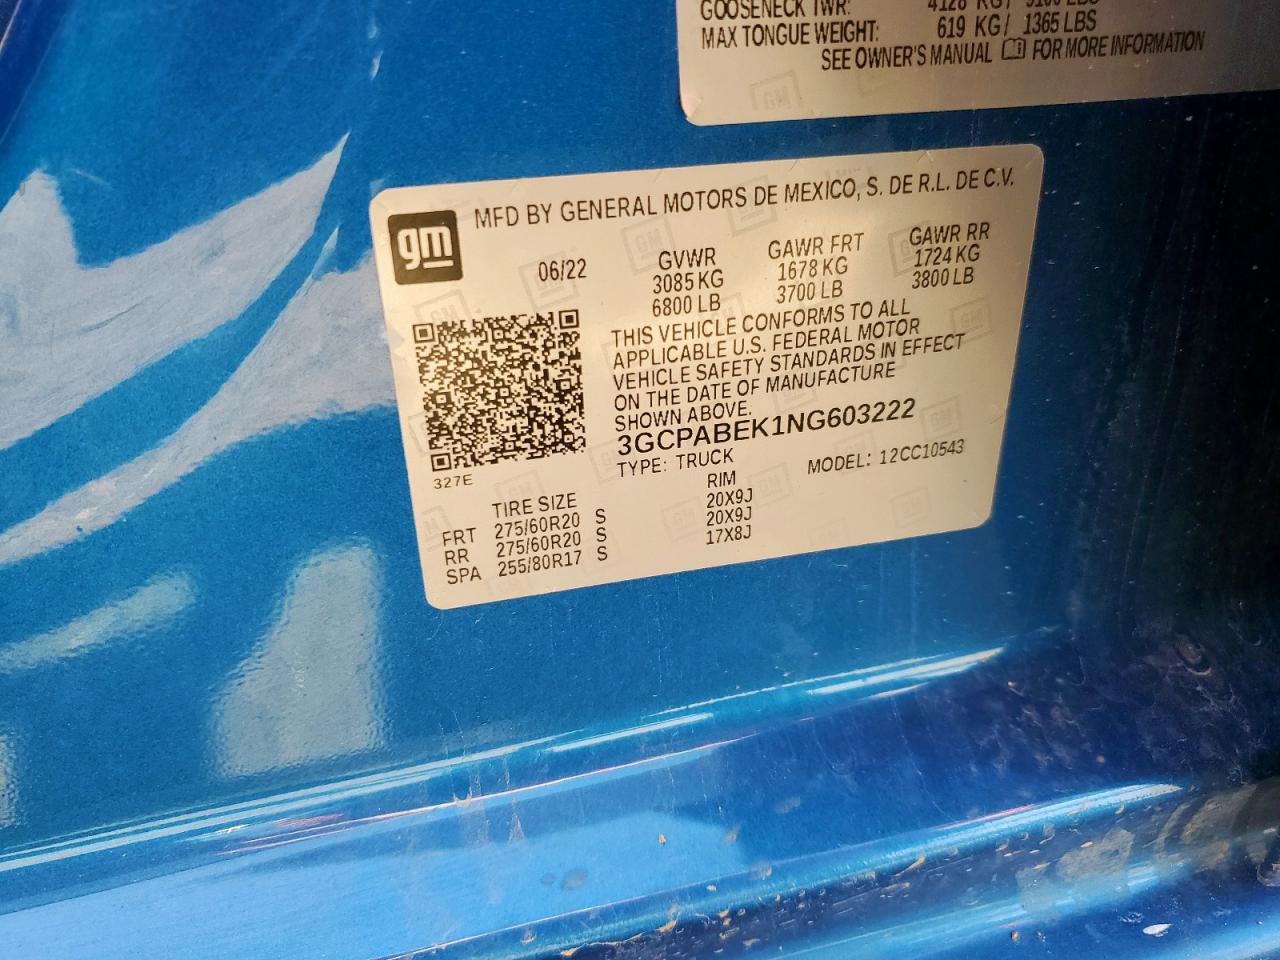 GOOSENECK TWR: 4128 KG/ 9100 LBS
MAX TONGUE WEIGHT: 619 KG/ 1365 LBS
SEE OWNER'S MANUAL FOR MORE INFORMATION
gm
MFD BY GENERAL MOTORS DE MEXICO, S. DE R.L. DE C.V.
06/22
GVWR GAWR FRT GAWR RR
3085 KG 1678 KG 1724 KG
6800 LB 3700 LB 3800 LB
THIS VEHICLE CONFORMS TO ALL
APPLICABLE U.S. FEDERAL MOTOR
VEHICLE SAFETY STANDARDS IN EFFECT
ON THE DATE OF MANUFACTURE
SHOWN ABOVE.
3GCPABEK1NG603222
TYPE: TRUCK MODEL: 12CC10543
327E
TIRE SIZE RIM
FRT 275/60R20 S 20X9J
RR 275/60R20 S 20X9J
SPA 255/80R17 S 17X8J